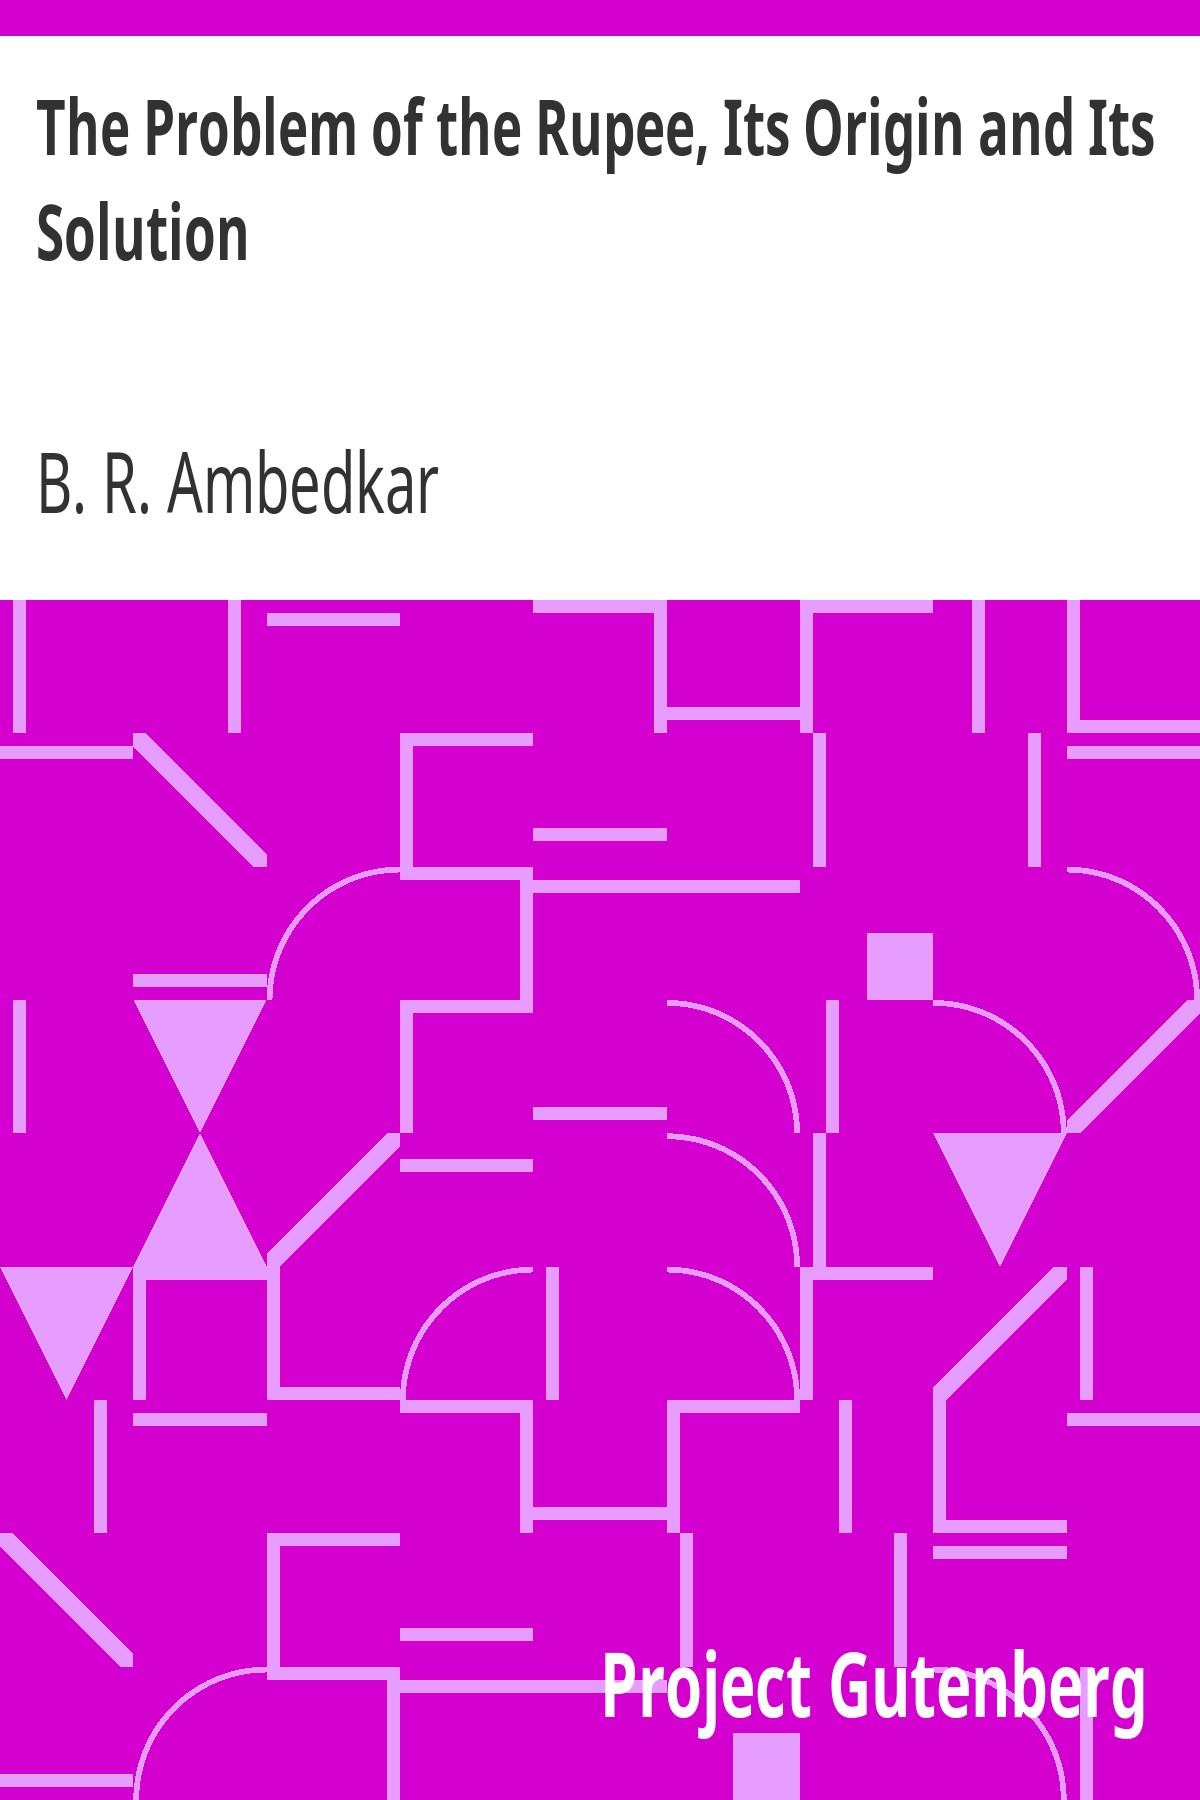 The Problem of the Rupee, Its Origin and Its
Solution
B. R. Ambedkar
Project Gutenberg